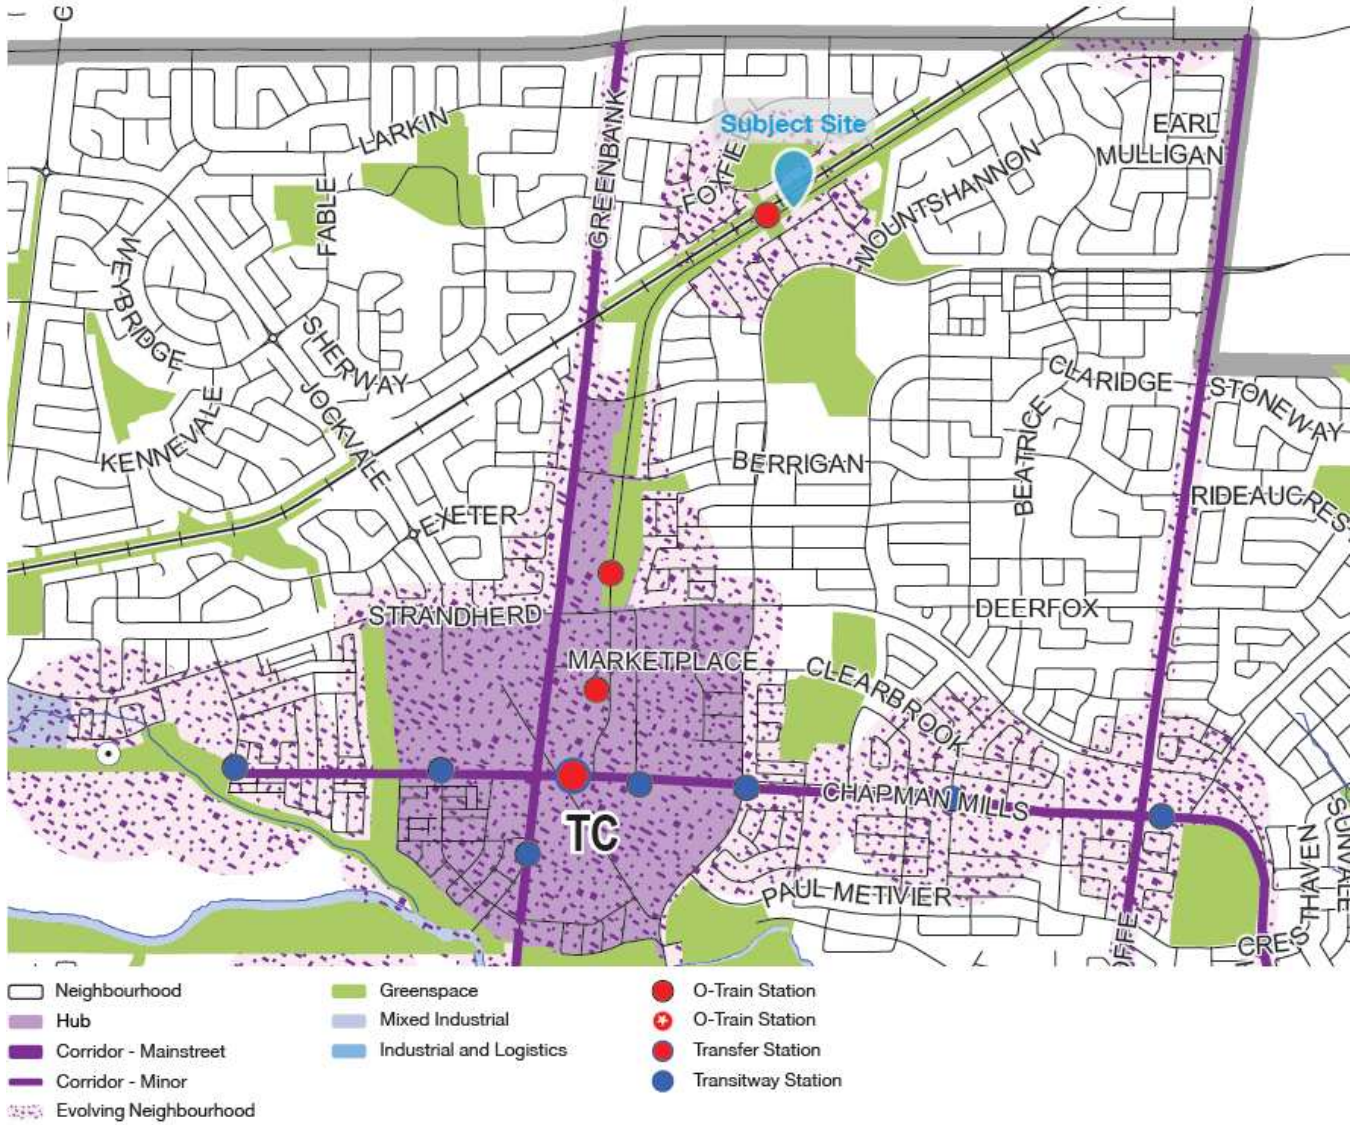 G
LARKIN
FABLE
GREENBANK
Subject Site
FOXFIE
MOUNTSHANNON
EARL
MULLIGAN
WEYBRIDGE
SHERWAY
JOCKVALE
KENNEVALE
CLARIDGE
STONEWAY
BERRIGAN
BEATRICE
RIDEAUCREST
EXETER
STRANDHERD
DEERFOX
MARKETPLACE
CLEARBROOK
CHAPMAN MILLS
TC
PAUL METIVIER
OFFE
CRES
THAVEN
SUNVALE
Neighbourhood
Hub
Corridor - Mainstreet
Corridor - Minor
Evolving Neighbourhood
Greenspace
Mixed Industrial
Industrial and Logistics
O-Train Station
O-Train Station
Transfer Station
Transitway Station